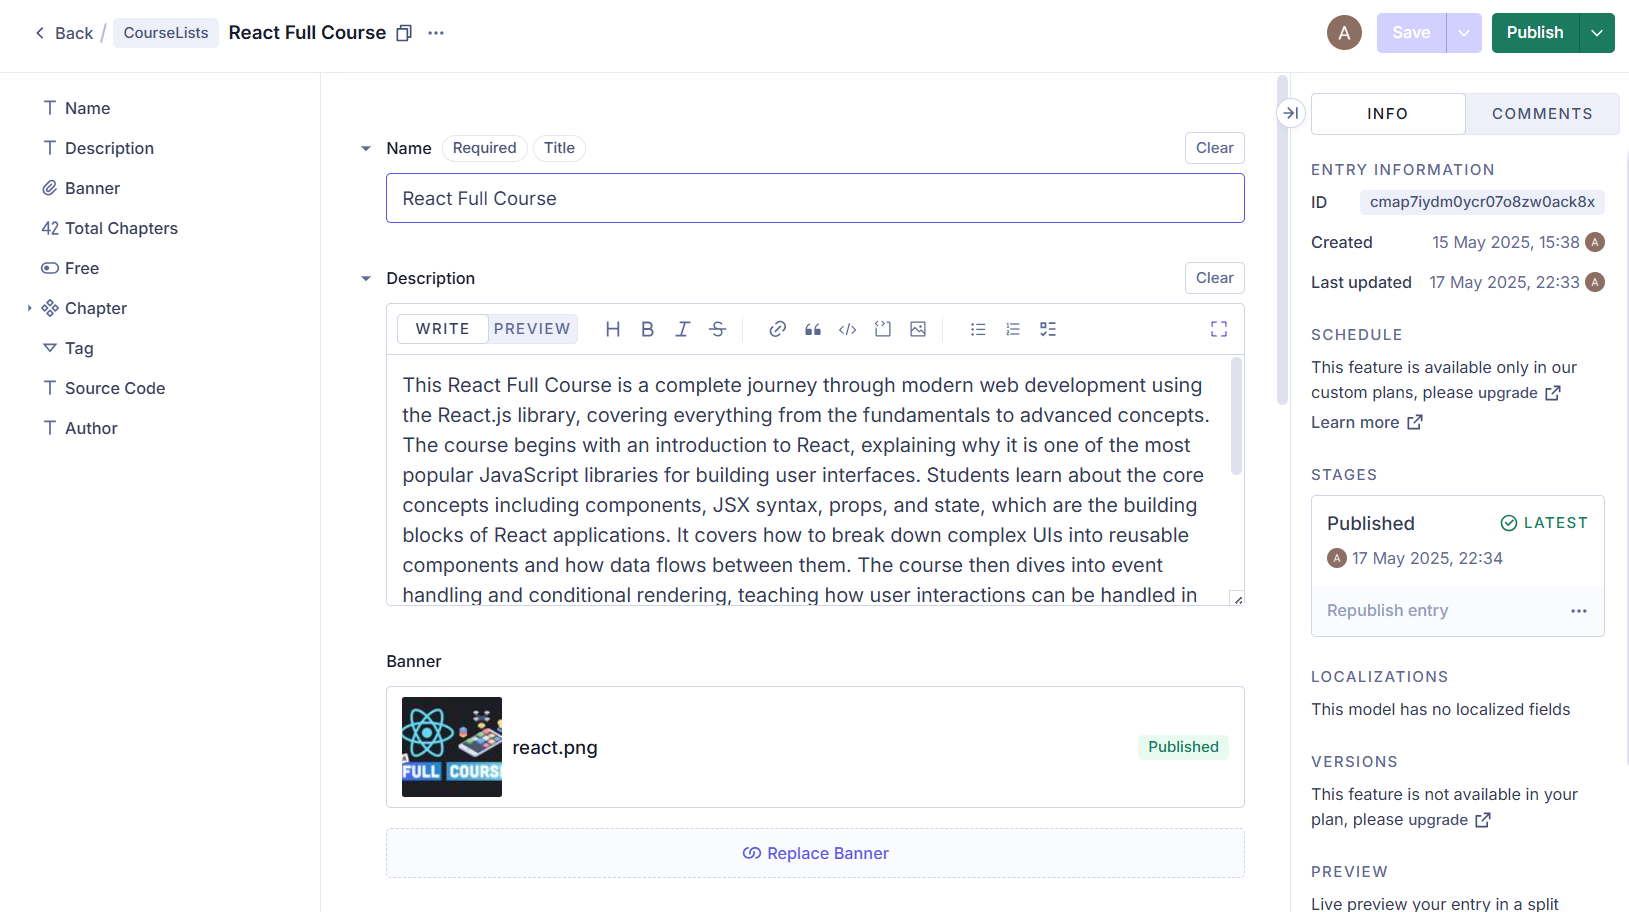 Back / CourseLists React Full Course
A Save Publish
Name
Description
Banner
42 Total Chapters
Free
Chapter
Tag
Source Code
Author
Name Required Title Clear
React Full Course
Description Clear
WRITE PREVIEW H B I S
This React Full Course is a complete journey through modern web development using
the React.js library, covering everything from the fundamentals to advanced concepts.
The course begins with an introduction to React, explaining why it is one of the most
popular JavaScript libraries for building user interfaces. Students learn about the core
concepts including components, JSX syntax, props, and state, which are the building
blocks of React applications. It covers how to break down complex UIs into reusable
components and how data flows between them. The course then dives into event
handling and conditional rendering, teaching how user interactions can be handled in
Banner
FULL COURS
react.png
Published
Replace Banner
INFO COMMENTS
ENTRY INFORMATION
ID cmap7iydm0ycr07o8zw0ack8x
Created 15 May 2025, 15:38 A
Last updated 17 May 2025, 22:33 A
SCHEDULE
This feature is available only in our
custom plans, please upgrade
Learn more
STAGES
Published LATEST
A 17 May 2025, 22:34
Republish entry
LOCALIZATIONS
This model has no localized fields
VERSIONS
This feature is not available in your
plan, please upgrade
PREVIEW
Live preview your entry in a split